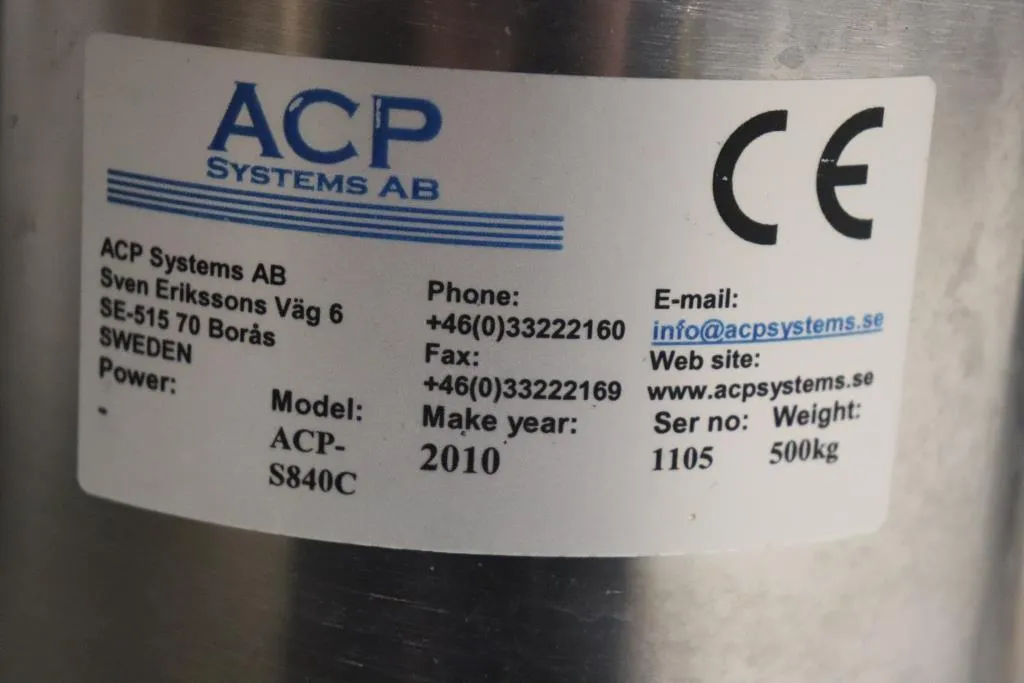 ACP
SYSTEMS AB
CE
ACP Systems AB
Sven Erikssons Väg 6
SE-515 70 Borås
SWEDEN
Power:
-
Model:
ACP-
S840C
Phone:
+46(0)33222160
Fax:
+46(0)33222169
Make year:
2010
E-mail:
info@acpsystems.se
Web site:
www.acpsystems.se
Ser no:
1105
Weight:
500kg